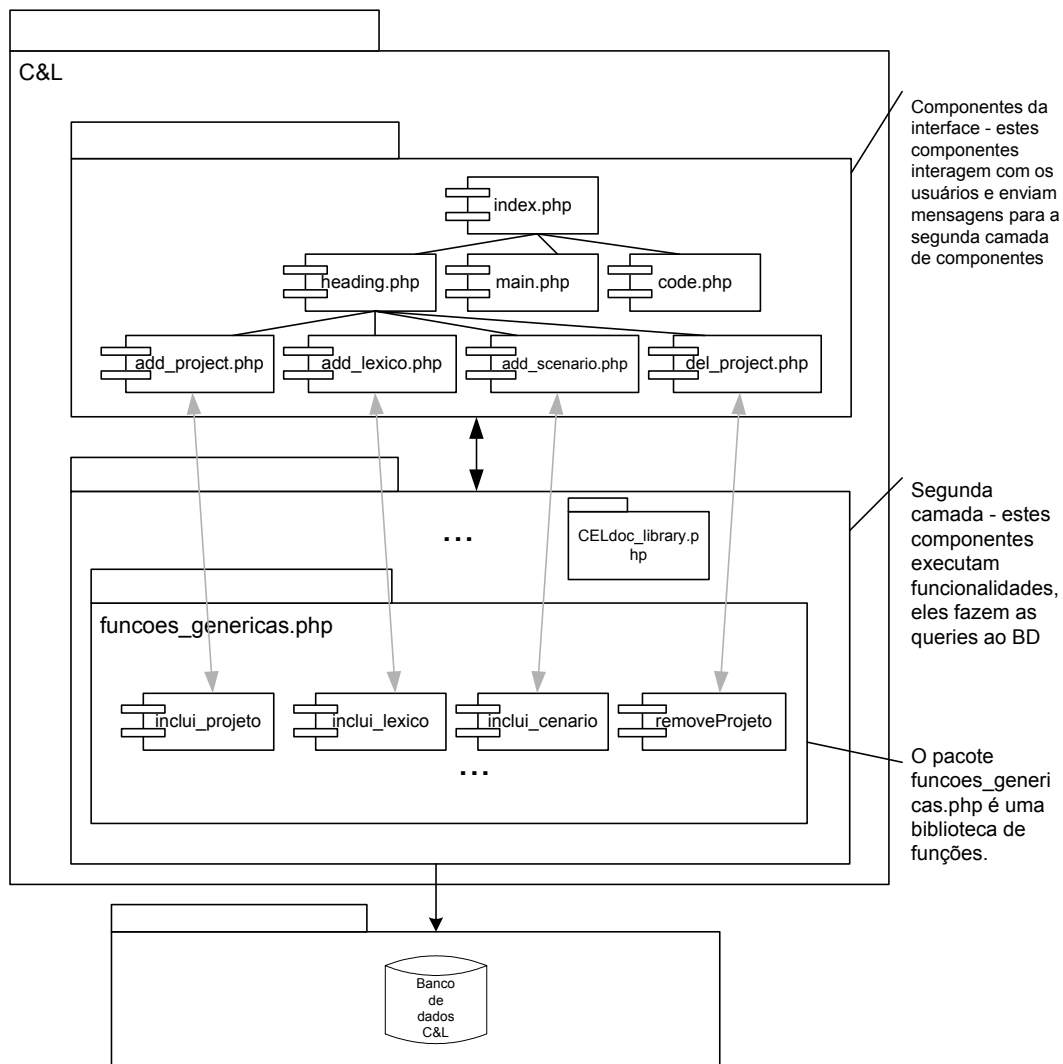 C&L
Componentes da
interface - estes
componentes
interagem com os
usuários e enviam
mensagens para a
segunda camada
de componentes
index.php
heading.php
main.php
code.php
add_project.php
add_lexico.php
add_scenario.php
del_project.php
Segunda
camada - estes
componentes
executam
funcionalidades,
eles fazem as
queries ao BD
...
CELdoc_library.p
hp
funcoes_genericas.php
inclui_projeto
inclui_lexico
inclui_cenario
removeProjeto
...
O pacote
funcoes_generi
cas.php é uma
biblioteca de
funções.
Banco
de
dados
C&L